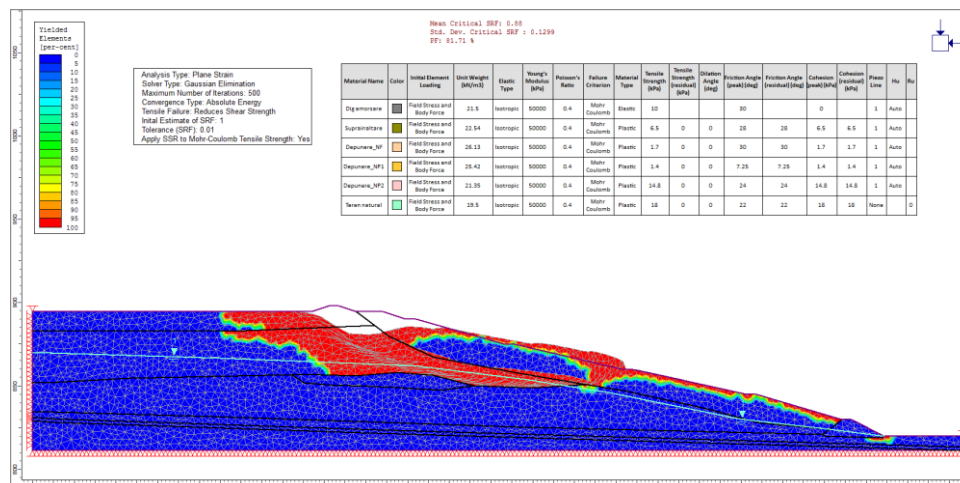 Mean Critical SRF: 0.88
Std. Dev. Critical SRF : 0.1299
PF: 81.71 %
Yielded
Elements
[per-cent]
0
5
10
15
20
25
30
35
40
45
50
55
60
65
70
75
80
85
90
95
100
Analysis Type: Plane Strain
Solver Type: Gaussian Elimination
Maximum Number of Iterations: 500
Convergence Type: Absolute Energy
Tensile Failure: Reduces Shear Strength
Inital Estimate of SRF: 1
Tolerance (SRF): 0.01
Apply SSR to Mohr-Coulomb Tensile Strength: Yes
Material Name Color Initial Element Loading Unit Weight (kN/m3) Elastic Type Young's Modulus (kPa) Poisson's Ratio Failure Criterion Material Type Tensile Strength (kPa) Tensile Strength (residual) (kPa) Dilation Angle (deg) Friction Angle (peak) (deg) Friction Angle (residual) (deg) Cohesion (peak) (kPa) Cohesion (residual) (kPa) Piezo Line Hu Ru
Dig amorsare Field Stress and Body Force 21.5 Isotropic 50000 0.4 Mohr Coulomb Elastic 10 30 0 1 Auto
Suprainaltare Field Stress and Body Force 22.54 Isotropic 50000 0.4 Mohr Coulomb Plastic 6.5 0 0 28 28 6.5 6.5 1 Auto
Depunere_NF Field Stress and Body Force 26.13 Isotropic 50000 0.4 Mohr Coulomb Plastic 1.7 0 0 30 30 1.7 1.7 1 Auto
Depunere_NF1 Field Stress and Body Force 25.42 Isotropic 50000 0.4 Mohr Coulomb Plastic 1.4 0 0 7.25 7.25 1.4 1.4 1 Auto
Depunere_NF2 Field Stress and Body Force 21.35 Isotropic 50000 0.4 Mohr Coulomb Plastic 14.8 0 0 24 24 14.8 14.8 1 Auto
Teren natural Field Stress and Body Force 19.5 Isotropic 50000 0.4 Mohr Coulomb Plastic 18 0 0 22 22 18 18 None 0
1050
1000
950
900
850
800